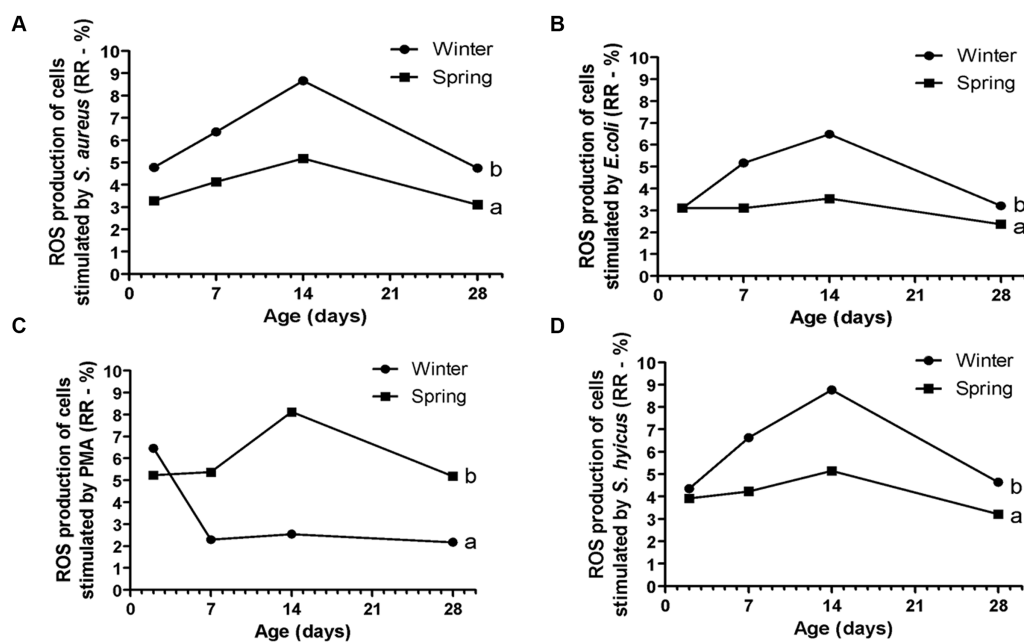 A
ROS production of cells
stimulated by S. aureus (RR - %)
10
9
8
7
6
5
4
3
2
1
0
0 7 14 21 28
Age (days)
Winter
Spring
b
a
B
ROS production of cells
stimulated by E.coli (RR - %)
10
9
8
7
6
5
4
3
2
1
0
0 7 14 21 28
Age (days)
Winter
Spring
b
a
C
ROS production of cells
stimulated by PMA (RR - %)
10
9
8
7
6
5
4
3
2
1
0
0 7 14 21 28
Age (days)
Winter
Spring
b
a
D
ROS production of cells
stimulated by S. hyicus (RR - %)
10
9
8
7
6
5
4
3
2
1
0
0 7 14 21 28
Age (days)
Winter
Spring
b
a